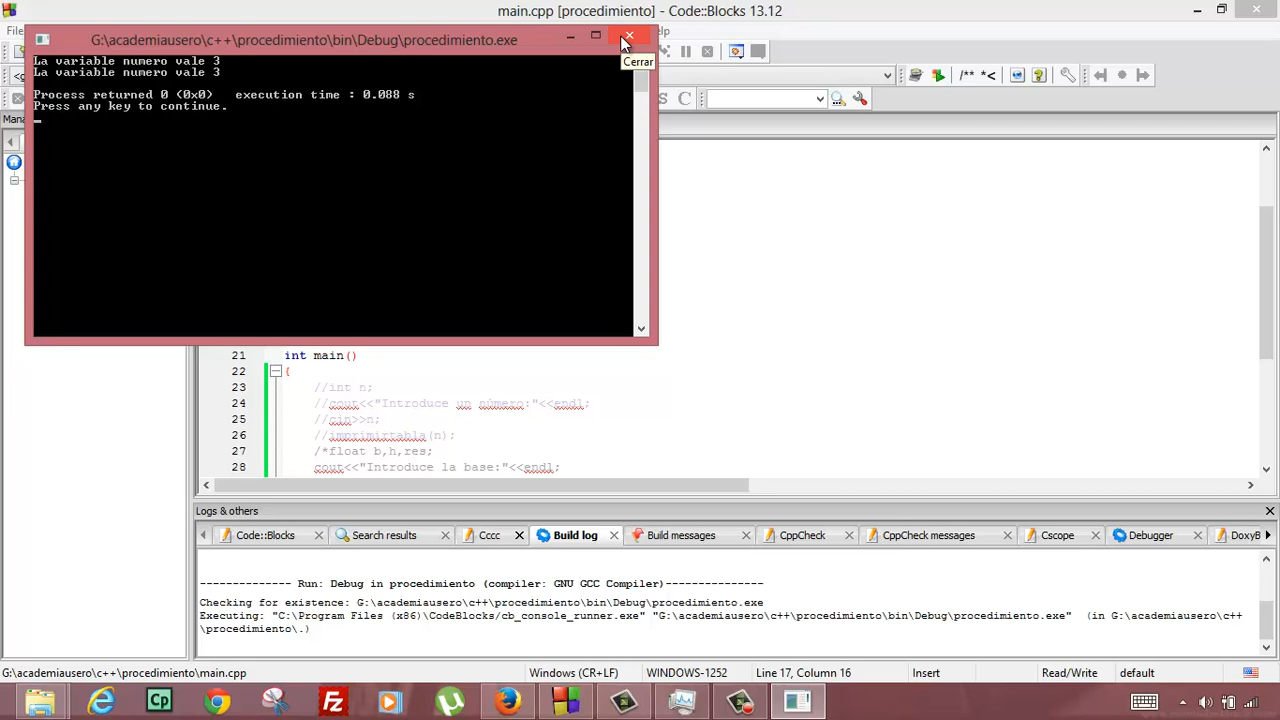 main.cpp [procedimiento] - Code::Blocks 13.12
G:\academiausero\c++\procedimiento\bin\Debug\procedimiento.exe
Cerrar
La variable numero vale 3
La variable numero vale 3
Process returned 0 (0x0)   execution time : 0.088 s
Press any key to continue.
/** *<
S C
21 int main()
22 {
23 //int n;
24 //cout<<"Introduce un número:"<<endl;
25 //cin>>n;
26 //imprimirtabla(n);
27 /*float b,h,res;
28 cout<<"Introduce la base:"<<endl;
Logs & others
Code::Blocks Search results Cccc Build log Build messages CppCheck CppCheck messages Cscope Debugger DoxyB
-------------- Run: Debug in procedimiento (compiler: GNU GCC Compiler)---------------
Checking for existence: G:\academiausero\c++\procedimiento\bin\Debug\procedimiento.exe
Executing: "C:\Program Files (x86)\CodeBlocks/cb_console_runner.exe" "G:\academiausero\c++\procedimiento\bin\Debug\procedimiento.exe"  (in G:\academiausero\c++
\procedimiento\.)
G:\academiausero\c++\procedimiento\main.cpp Windows (CR+LF) WINDOWS-1252 Line 17, Column 16 Insert Read/Write default
Cp